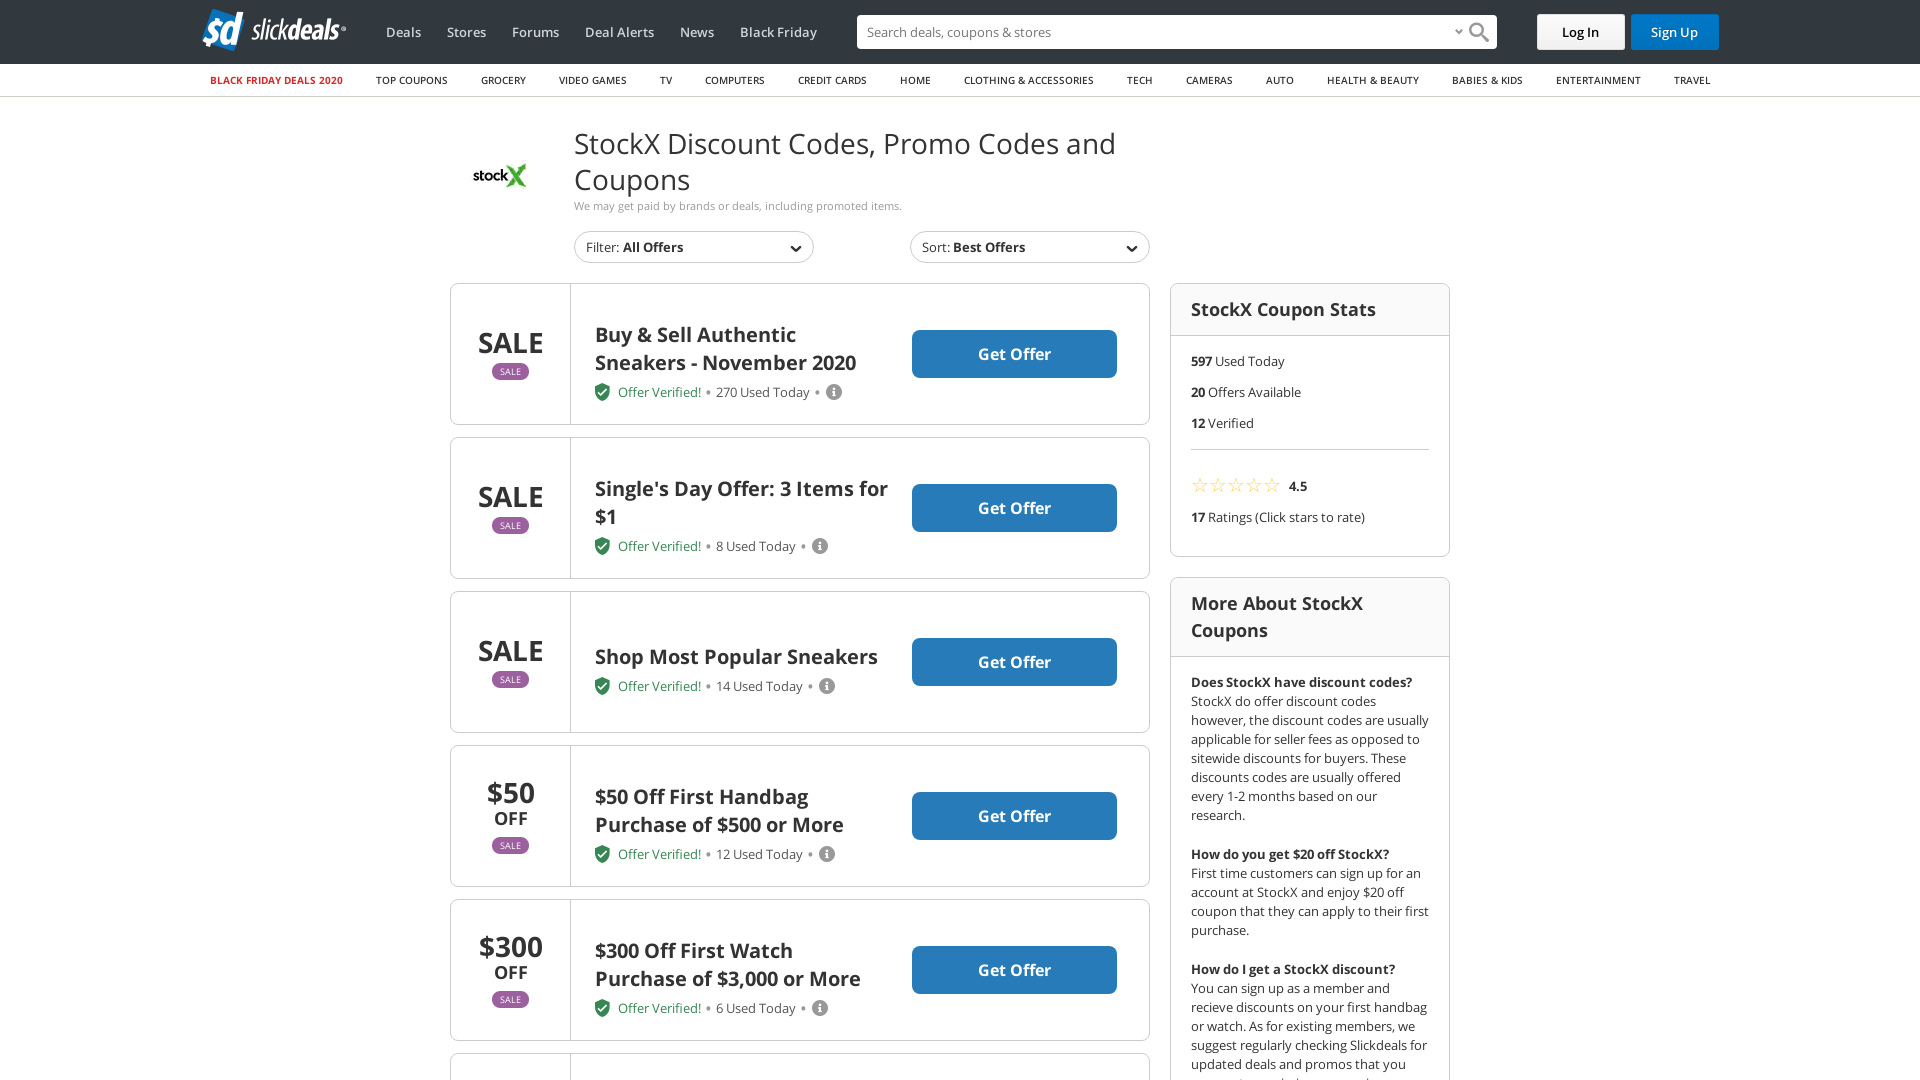 sd slickdeals
Deals Stores Forums Deal Alerts News Black Friday
Search deals, coupons & stores
Log In
Sign Up
BLACK FRIDAY DEALS 2020 TOP COUPONS GROCERY VIDEO GAMES TV COMPUTERS CREDIT CARDS HOME CLOTHING & ACCESSORIES TECH CAMERAS AUTO HEALTH & BEAUTY BABIES & KIDS ENTERTAINMENT TRAVEL
stockX
StockX Discount Codes, Promo Codes and
Coupons
We may get paid by brands or deals, including promoted items.
Filter: All Offers
Sort: Best Offers
SALE
SALE
Buy & Sell Authentic
Sneakers - November 2020
Offer Verified! • 270 Used Today •
Get Offer
SALE
SALE
Single's Day Offer: 3 Items for
$1
Offer Verified! • 8 Used Today •
Get Offer
SALE
SALE
Shop Most Popular Sneakers
Offer Verified! • 14 Used Today •
Get Offer
$50
OFF
SALE
$50 Off First Handbag
Purchase of $500 or More
Offer Verified! • 12 Used Today •
Get Offer
$300
OFF
SALE
$300 Off First Watch
Purchase of $3,000 or More
Offer Verified! • 6 Used Today •
Get Offer
StockX Coupon Stats
597 Used Today
20 Offers Available
12 Verified
☆☆☆☆☆ 4.5
17 Ratings (Click stars to rate)
More About StockX
Coupons
Does StockX have discount codes?
StockX do offer discount codes
however, the discount codes are usually
applicable for seller fees as opposed to
sitewide discounts for buyers. These
discounts codes are usually offered
every 1-2 months based on our
research.
How do you get $20 off StockX?
First time customers can sign up for an
account at StockX and enjoy $20 off
coupon that they can apply to their first
purchase.
How do I get a StockX discount?
You can sign up as a member and
recieve discounts on your first handbag
or watch. As for existing members, we
suggest regularly checking Slickdeals for
updated deals and promos that you